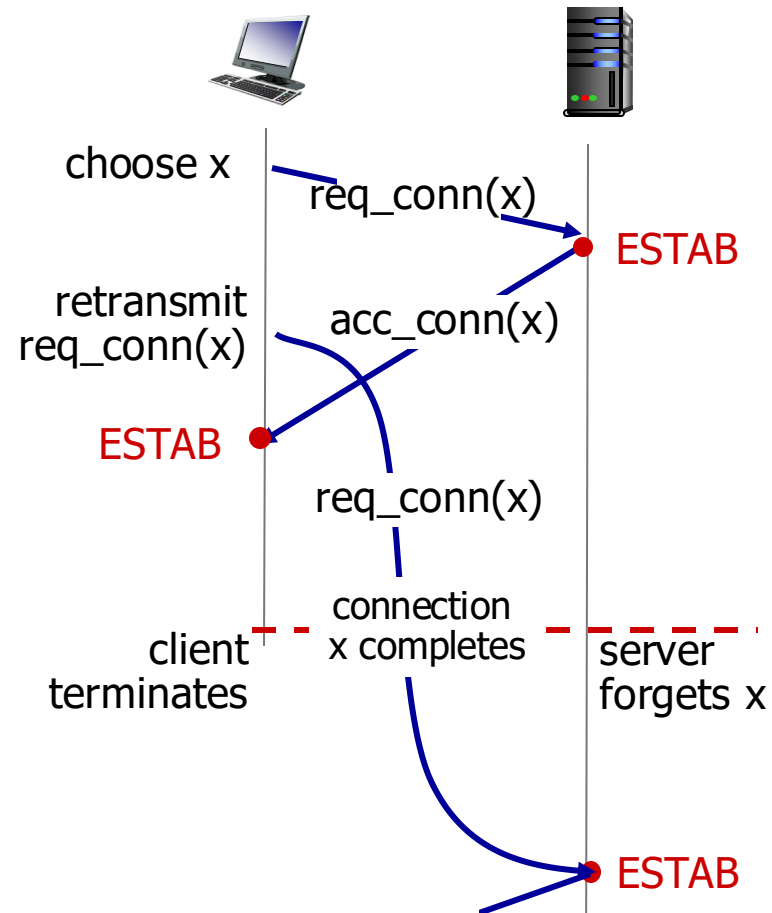 choose x
req_conn(x)
ESTAB
retransmit
req_conn(x)
acc_conn(x)
ESTAB
req_conn(x)
connection
x completes
client
terminates
server
forgets x
ESTAB